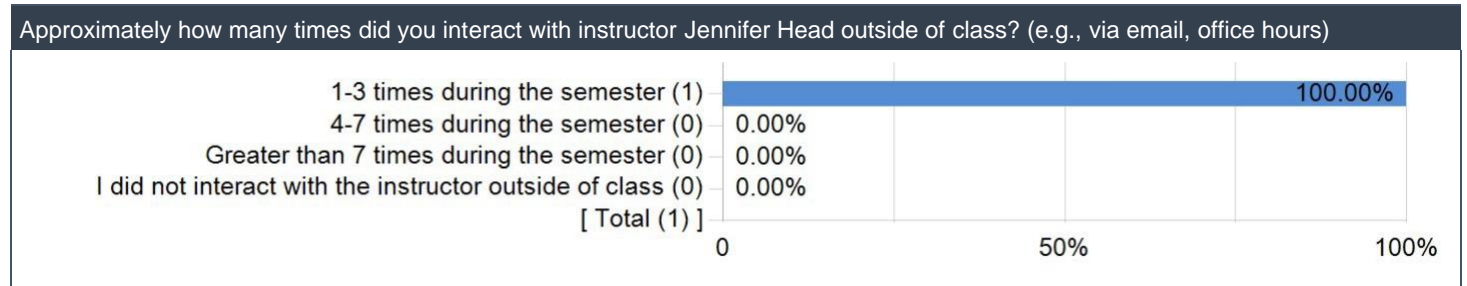 Approximately how many times did you interact with instructor Jennifer Head outside of class? (e.g., via email, office hours)
1-3 times during the semester (1) 100.00%
4-7 times during the semester (0) 0.00%
Greater than 7 times during the semester (0) 0.00%
I did not interact with the instructor outside of class (0) 0.00%
[ Total (1) ]
0 50% 100%